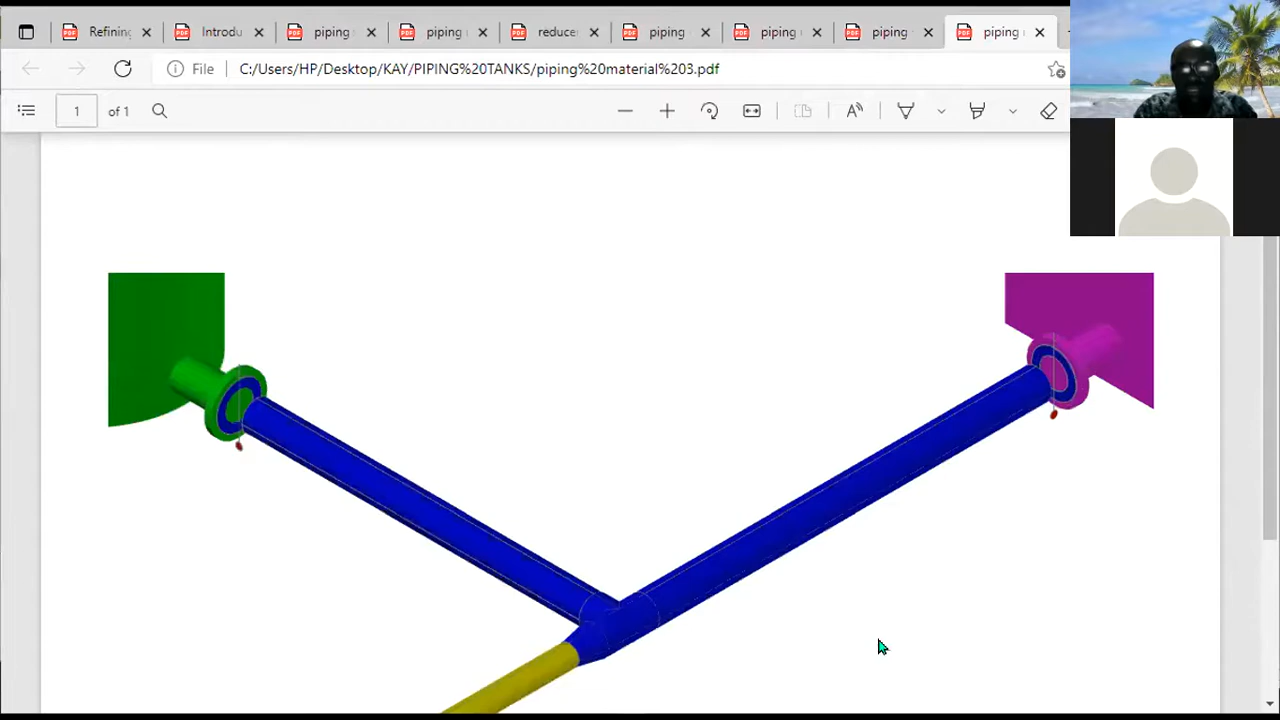 Refining
Introdu
piping
piping
reduce
piping
piping
piping
piping
File C:/Users/HP/Desktop/KAY/PIPING%20TANKS/piping%20material%203.pdf
1 of 1